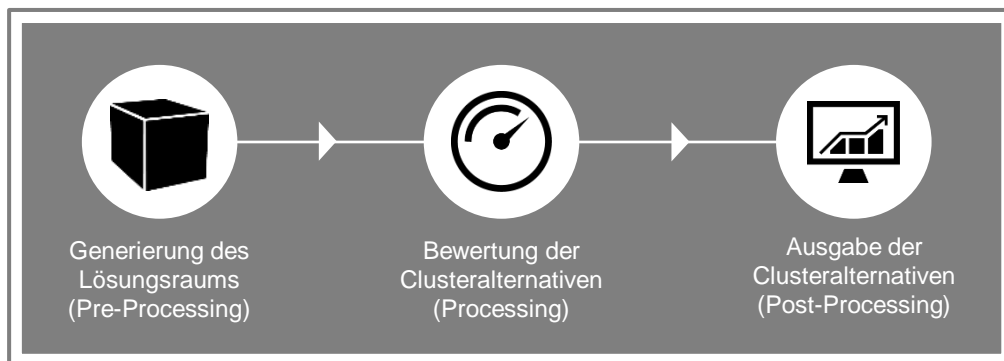 Generierung des
Lösungsraums
(Pre-Processing)
Bewertung der
Clusteralternativen
(Processing)
Ausgabe der
Clusteralternativen
(Post-Processing)